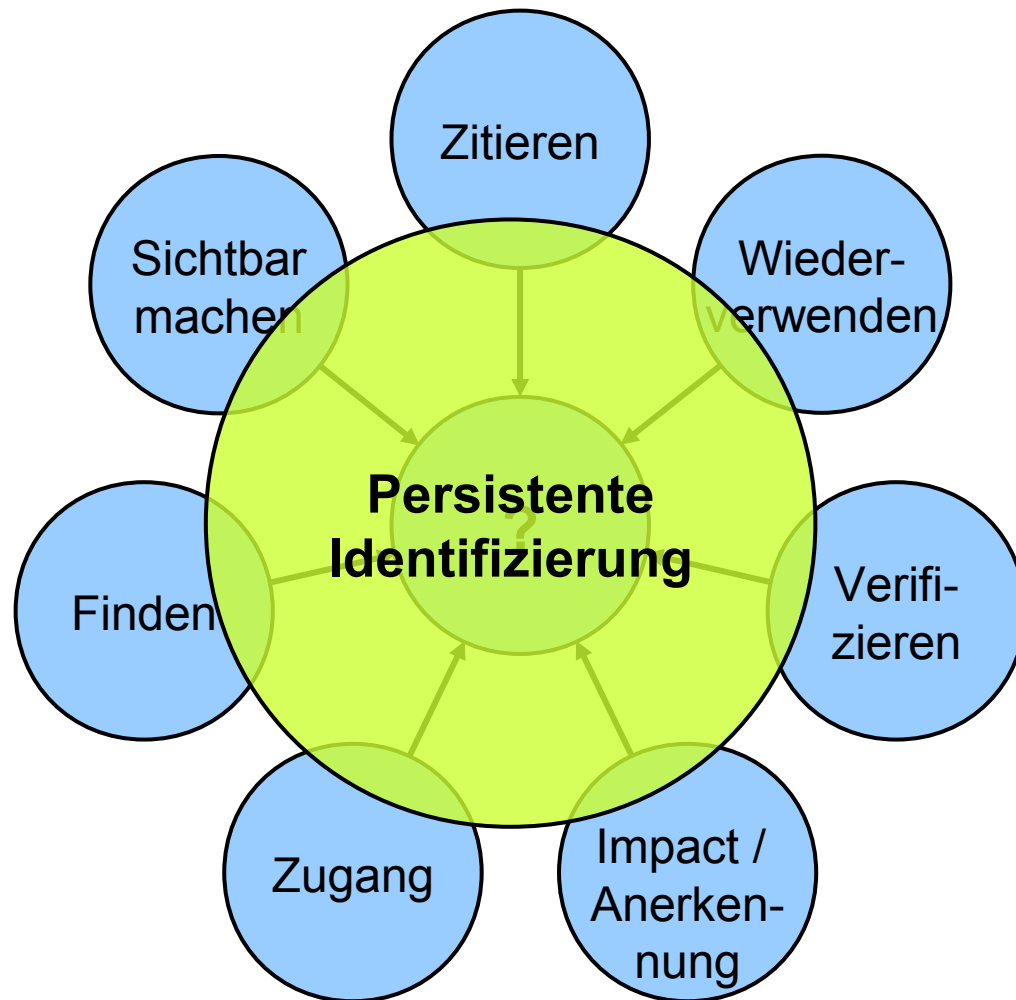 Zitieren
Sichtbar
machen
Wieder-
verwenden
Persistente
?
Identifizierung
Finden
Verifi-
zieren
Zugang
Impact /
Anerken-
nung